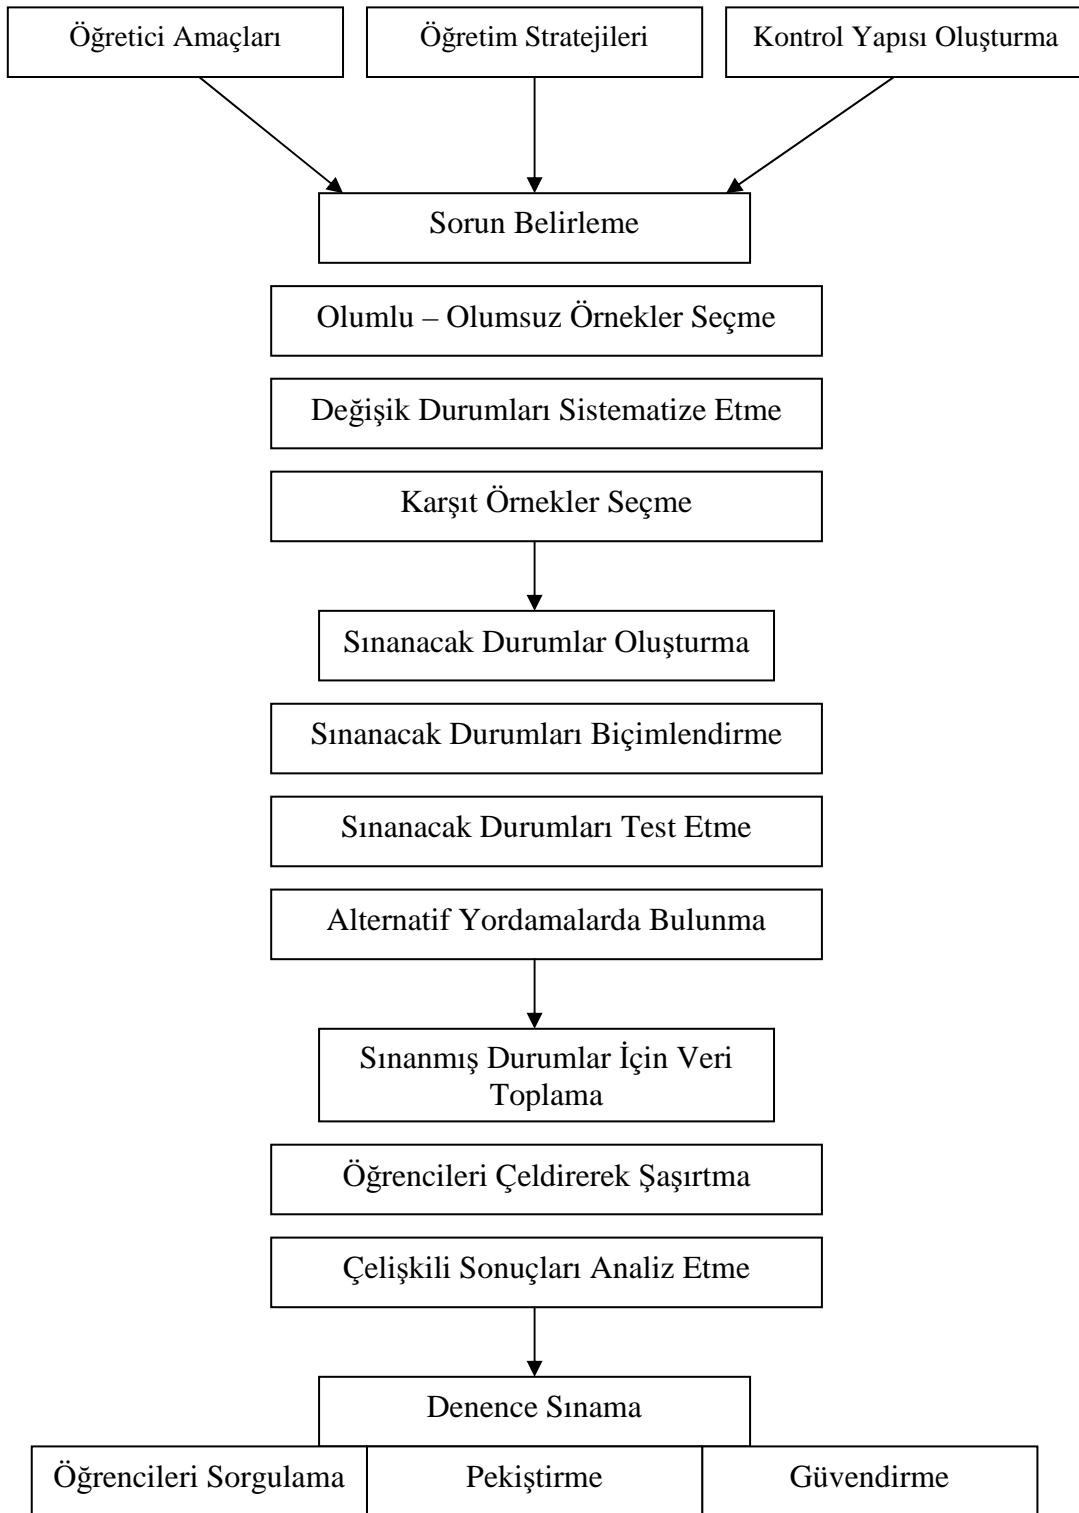 Öğretici Amaçları
Öğretim Stratejileri
Kontrol Yapısı Oluşturma
Sorun Belirleme
Olumlu – Olumsuz Örnekler Seçme
Değişik Durumları Sistematize Etme
Karşıt Örnekler Seçme
Sınanacak Durumlar Oluşturma
Sınanacak Durumları Biçimlendirme
Sınanacak Durumları Test Etme
Alternatif Yordamalarda Bulunma
Sınanmış Durumlar İçin Veri
Toplama
Öğrencileri Çeldirerek Şaşırtma
Çelişkili Sonuçları Analiz Etme
Denence Sınama
Öğrencileri Sorgulama
Pekiştirme
Güvendirme